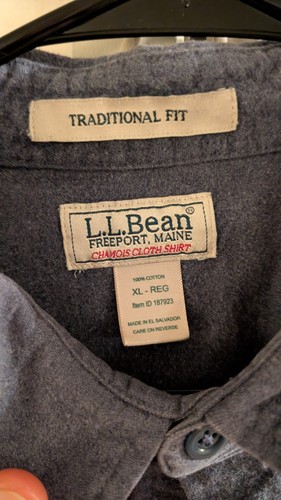 TRADITIONAL FIT
L.L.Bean®
FREEPORT, MAINE
CHAMOIS CLOTH SHIRT
100% COTTON
XL - REG
Item ID 187923
MADE IN EL SALVADOR
CARE ON REVERSE